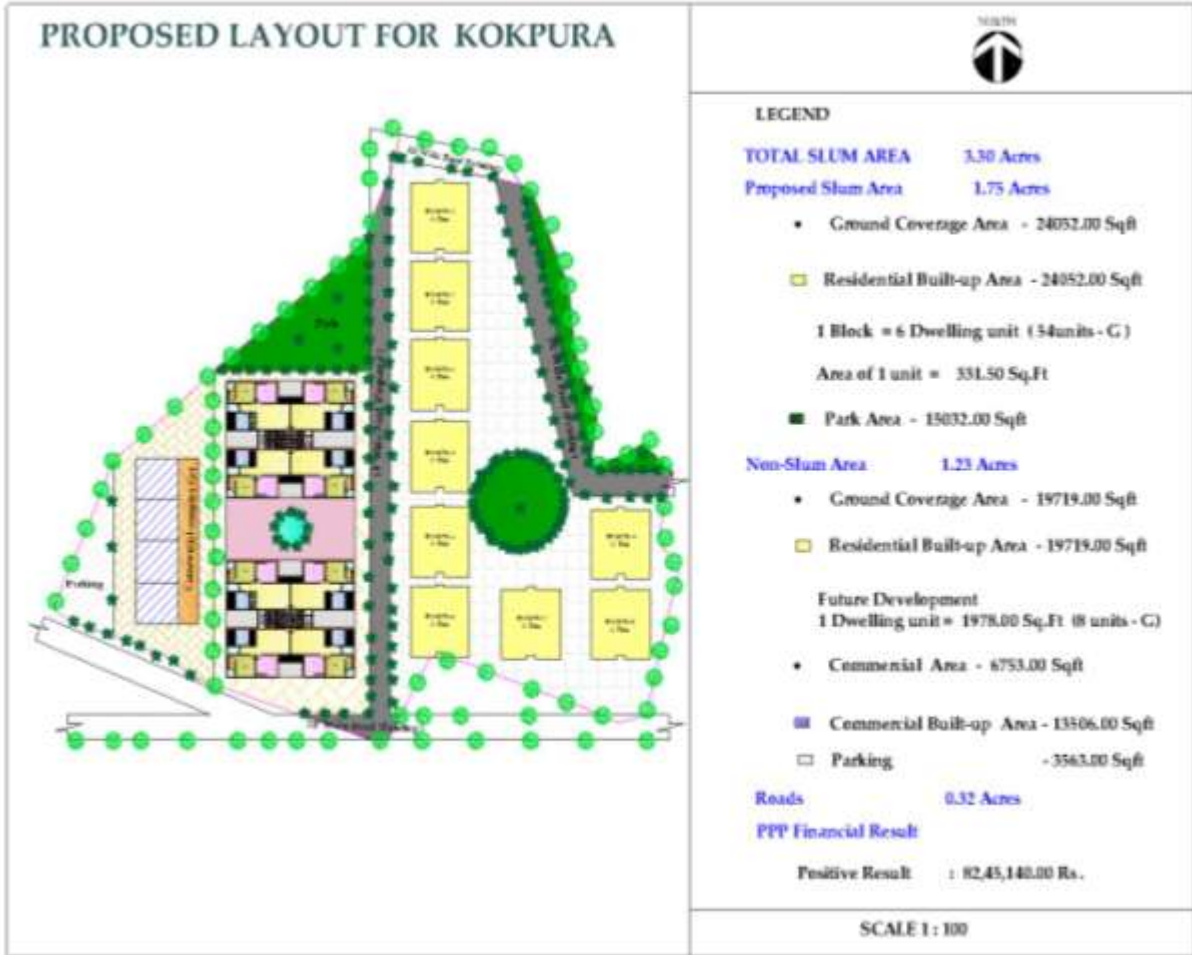 PROPOSED LAYOUT FOR KOKPURA
NORTH
LEGEND
TOTAL SLUM AREA 3.30 Acres
Proposed Slum Area 1.75 Acres
• Ground Coverage Area - 24052.00 Sqft
Residential Built-up Area - 24052.00 Sqft
1 Block = 6 Dwelling unit ( 54units - G )
Area of 1 unit = 331.50 Sq.Ft
Park Area - 15032.00 Sqft
Non-Slum Area 1.23 Acres
• Ground Coverage Area - 19719.00 Sqft
Residential Built-up Area - 19719.00 Sqft
Future Development
1 Dwelling unit = 1978.00 Sq.Ft (8 units - G)
• Commercial Area - 6753.00 Sqft
Commercial Built-up Area - 13506.00 Sqft
Parking - 3563.00 Sqft
Roads 0.32 Acres
PPP Financial Result
Positive Result : 82,45,140.00 Rs.
SCALE 1 : 100
Park
Parking